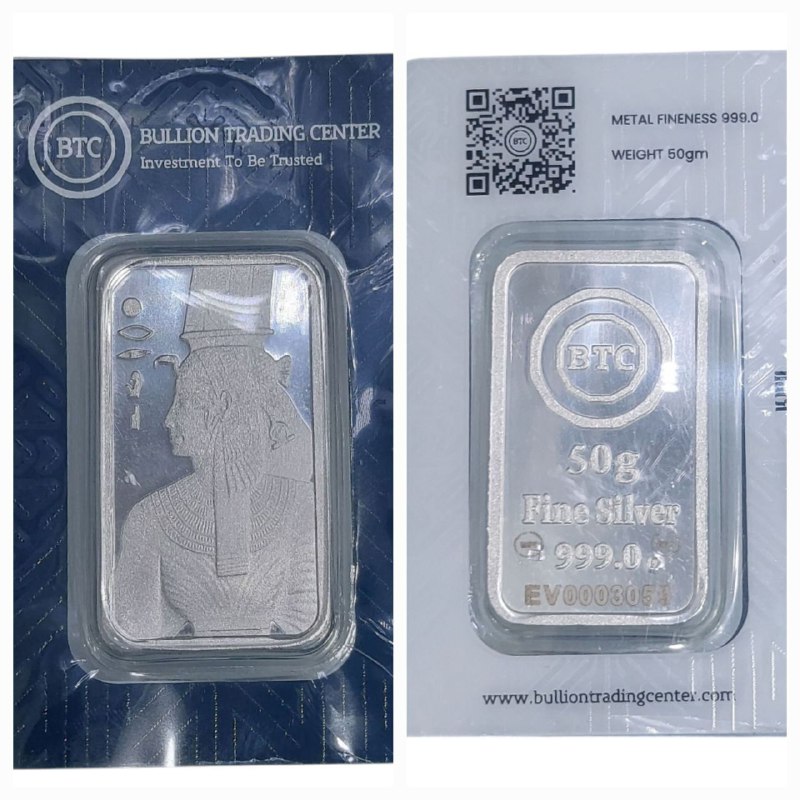 BTC
BULLION TRADING CENTER
Investment To Be Trusted
BTC
METAL FINENESS 999.0
WEIGHT 50gm
BTC
50g
Fine Silver
999.0
www.bulliontradingcenter.com